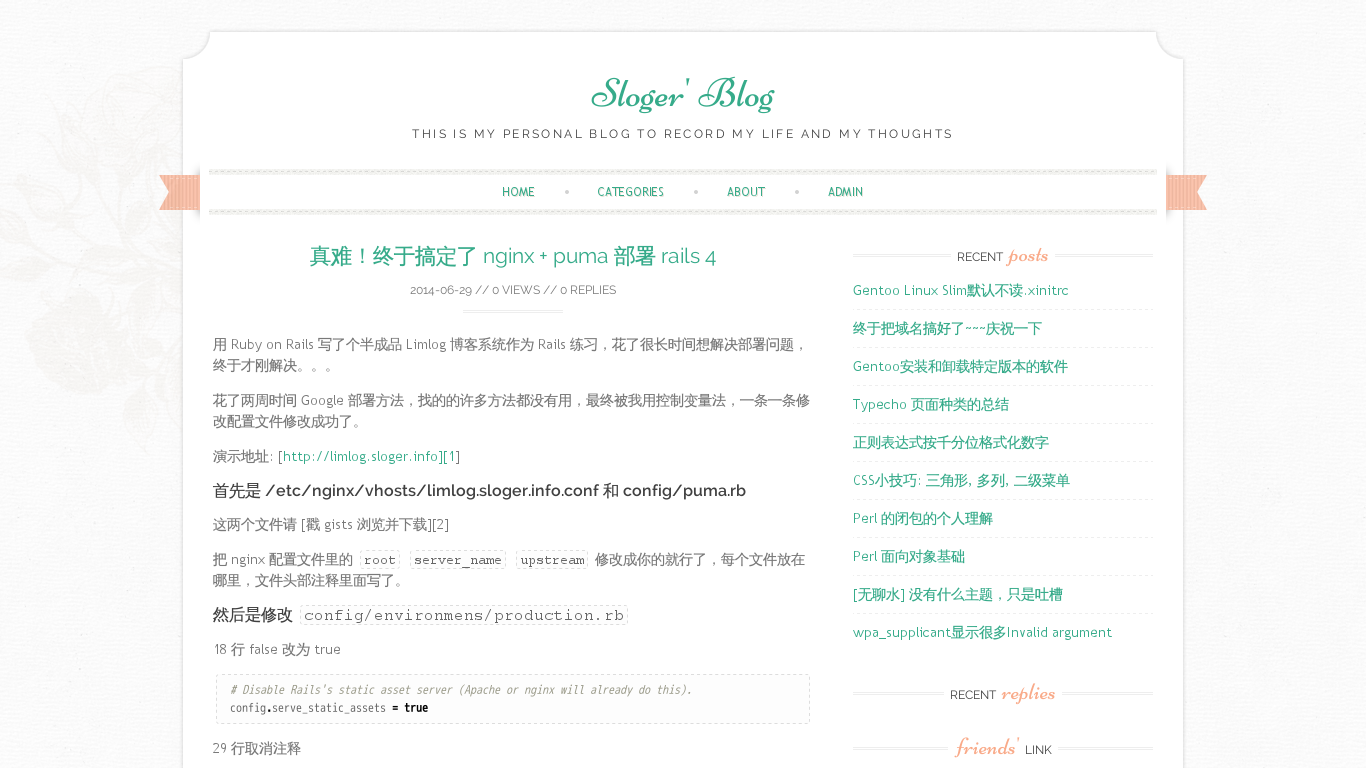 Sloger' Blog
THIS IS MY PERSONAL BLOG TO RECORD MY LIFE AND MY THOUGHTS
HOME
CATEGORIES
ABOUT
ADMIN
真难！终于搞定了 nginx + puma 部署 rails 4
2014-06-29 // 0 VIEWS // 0 REPLIES
用 Ruby on Rails 写了个半成品 Limlog 博客系统作为 Rails 练习，花了很长时间想解决部署问题，
终于才刚解决。。。
花了两周时间 Google 部署方法，找的的许多方法都没有用，最终被我用控制变量法，一条一条修
改配置文件修改成功了。
演示地址: [http://limlog.sloger.info][1]
首先是 /etc/nginx/vhosts/limlog.sloger.info.conf 和 config/puma.rb
这两个文件请 [戳 gists 浏览并下载][2]
把 nginx 配置文件里的 root server_name upstream 修改成你的就行了，每个文件放在
哪里，文件头部注释里面写了。
然后是修改 config/environmens/production.rb
18 行 false 改为 true
# Disable Rails's static asset server (Apache or nginx will already do this).
config.serve_static_assets = true
29 行取消注释
RECENT posts
Gentoo Linux Slim默认不读.xinitrc
终于把域名搞好了~~~庆祝一下
Gentoo安装和卸载特定版本的软件
Typecho 页面种类的总结
正则表达式按千分位格式化数字
CSS小技巧: 三角形, 多列, 二级菜单
Perl 的闭包的个人理解
Perl 面向对象基础
[无聊水] 没有什么主题，只是吐槽
wpa_supplicant显示很多Invalid argument
RECENT replies
friends' LINK